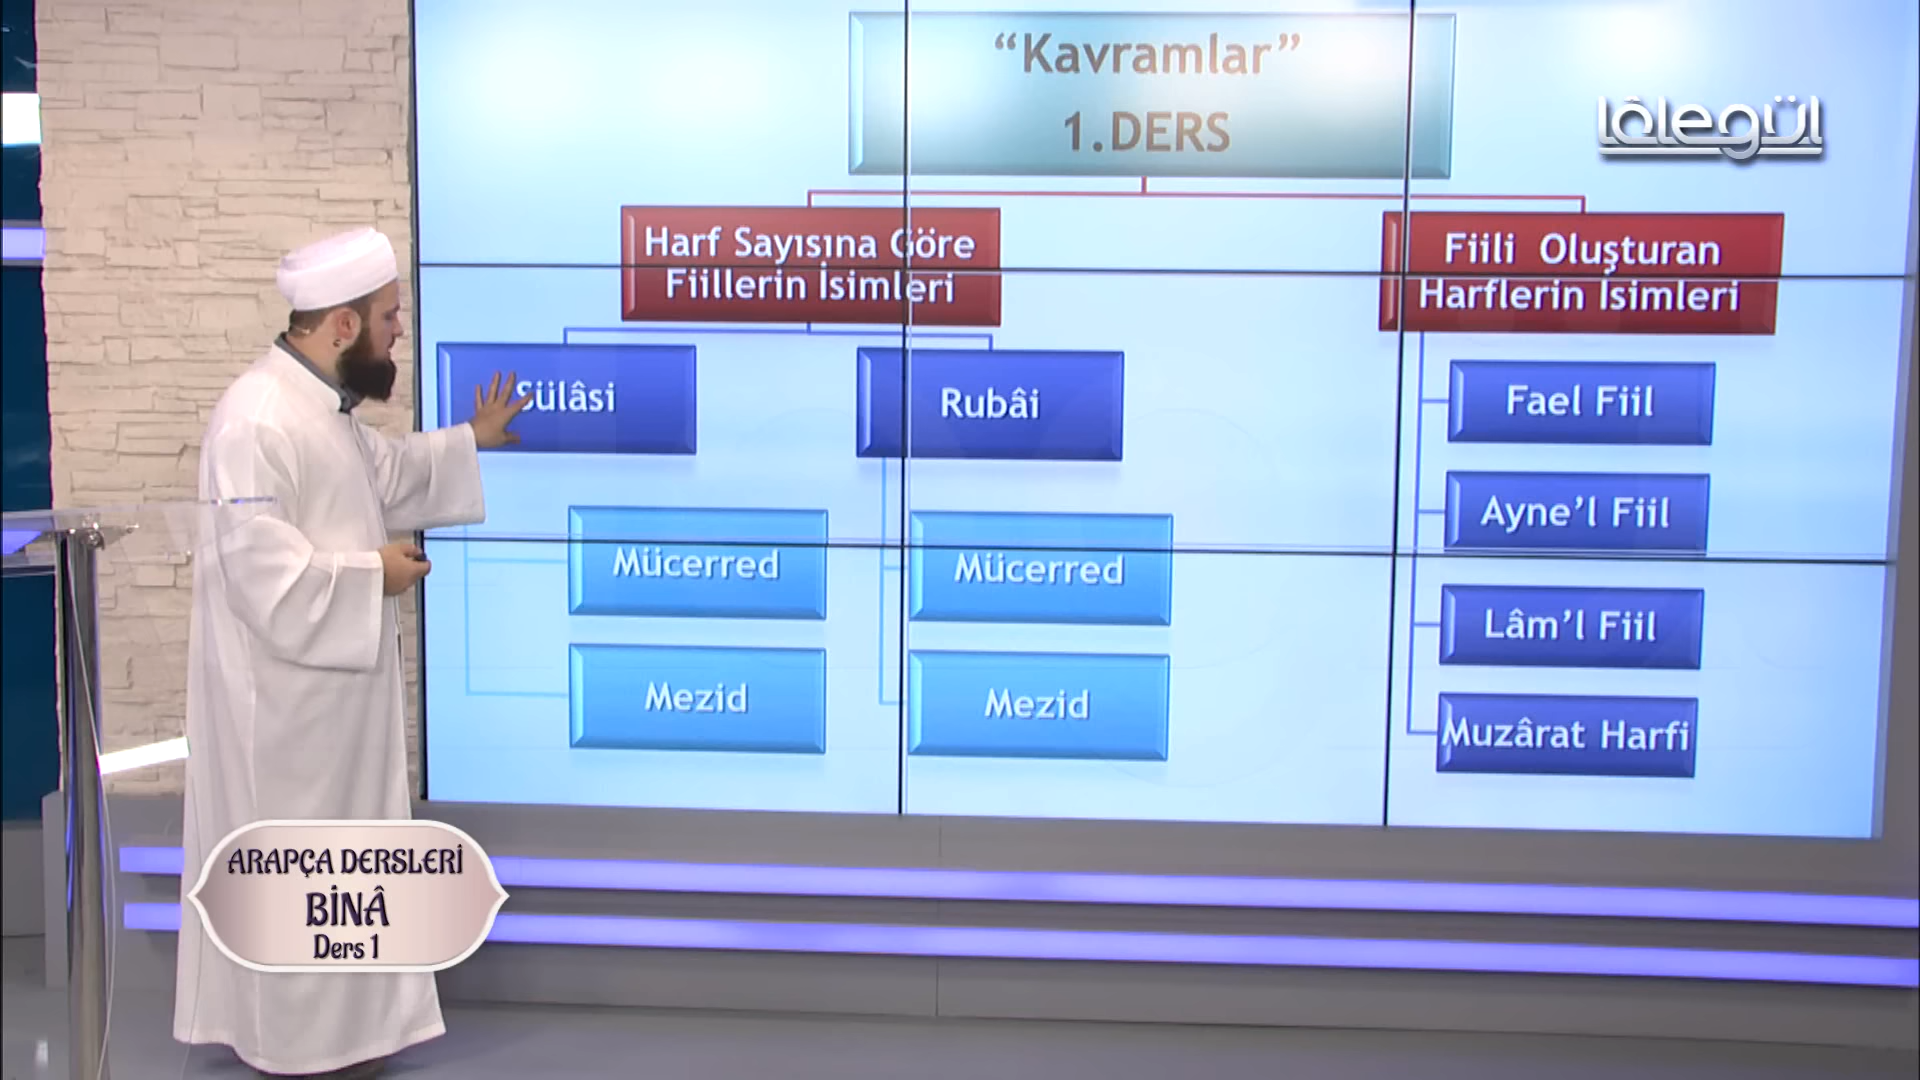 “Kavramlar”
1.DERS
lâlegül
Harf Sayısına Göre
Fiillerin İsimleri
Fiili Oluşturan
Harflerin İsimleri
Sülâsi
Rubâi
Mücerred
Mezid
Mücerred
Mezid
Fael Fiil
Ayne’l Fiil
Lâm’l Fiil
Muzârat Harfi
ARAPÇA DERSLERİ
BİNÂ
Ders 1